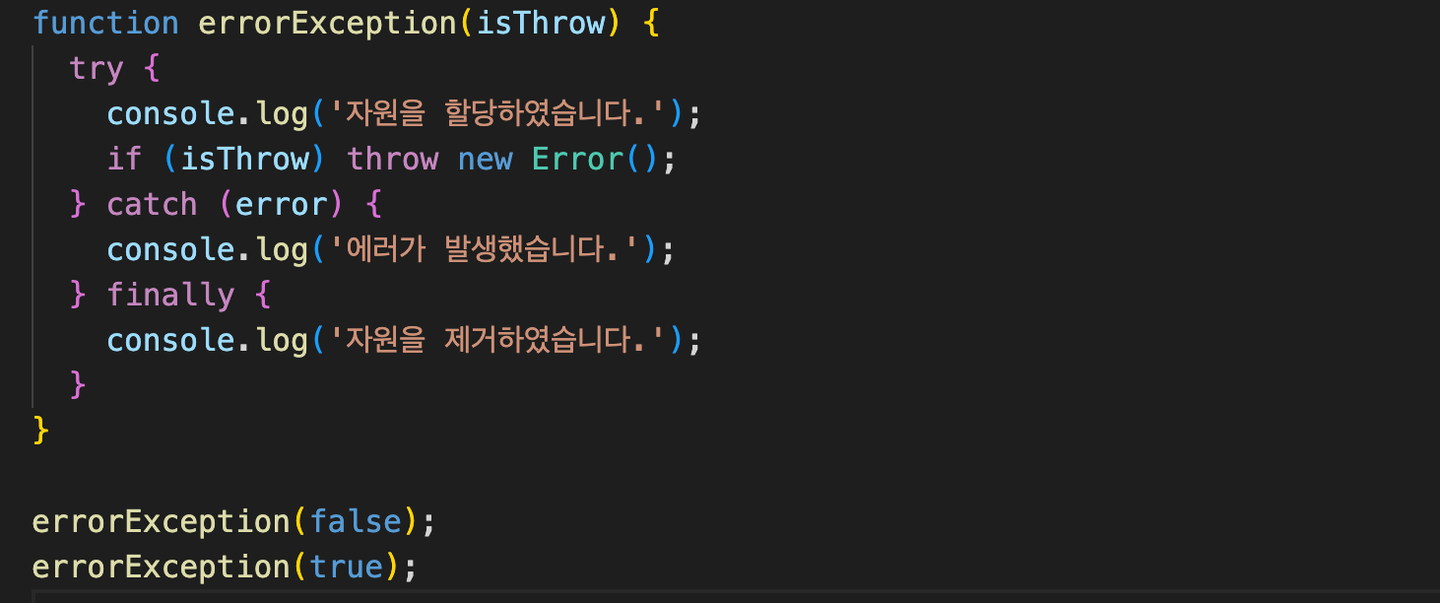 function errorException(isThrow) {
  try {
    console.log('자원을 할당하였습니다.');
    if (isThrow) throw new Error();
  } catch (error) {
    console.log('에러가 발생했습니다.');
  } finally {
    console.log('자원을 제거하였습니다.');
  }
}
errorException(false);
errorException(true);